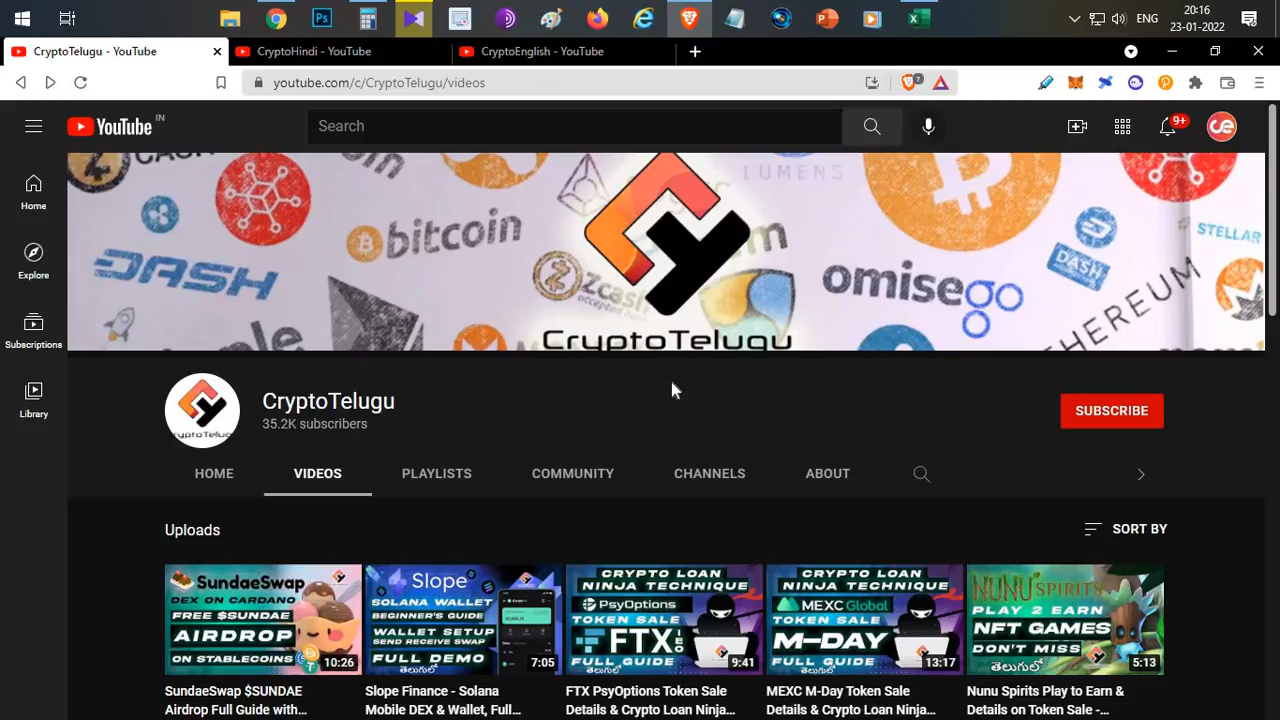 20:16
ENG
23-01-2022
CryptoTelugu - YouTube
CryptoHindi - YouTube
CryptoEnglish - YouTube
youtube.com/c/CryptoTelugu/videos
7
YouTube IN
Search
9+
Home
Explore
Subscriptions
Library
LUMENS
bitcoin
DASH
zcash
omisego
DASH
STELLAR
ETHEREUM
CryptoTelugu
CryptoTelugu
35.2K subscribers
SUBSCRIBE
HOME
VIDEOS
PLAYLISTS
COMMUNITY
CHANNELS
ABOUT
Uploads
SORT BY
SundaeSwap
DEX ON CARDANO
FREE $SUNDAE
AIRDROP
ON STABLECOINS
10:26
Slope
SOLANA WALLET
BEGINNER'S GUIDE
WALLET SETUP
SEND RECEIVE SWAP
FULL DEMO
తెలుగులో
7:05
CRYPTO LOAN
NINJA TECHNIQUE
PsyOptions
TOKEN SALE
FTX
FULL GUIDE
తెలుగులో
9:41
CRYPTO LOAN
NINJA TECHNIQUE
MEXC Global
TOKEN SALE
M-DAY
FULL GUIDE
తెలుగులో
13:17
NUNU SPIRITS
PLAY 2 EARN
NFT GAMES
DON'T MISS
తెలుగులో
5:13
SundaeSwap $SUNDAE
Airdrop Full Guide with...
Slope Finance - Solana
Mobile DEX & Wallet, Full...
FTX PsyOptions Token Sale
Details & Crypto Loan Ninja...
MEXC M-Day Token Sale
Details & Crypto Loan Ninja...
Nunu Spirits Play to Earn &
Details on Token Sale -...